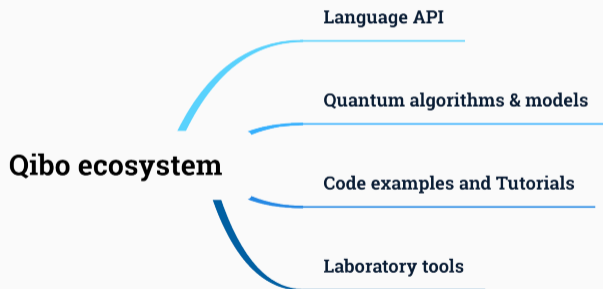 Language API
Quantum algorithms & models
Qibo ecosystem
Code examples and Tutorials
Laboratory tools